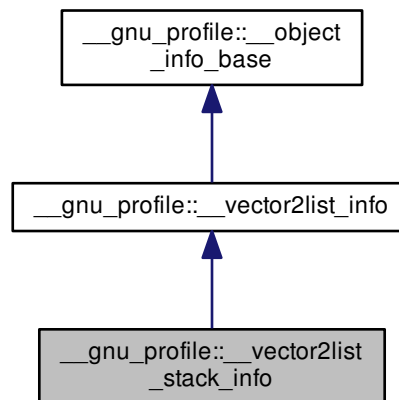 __gnu_profile::__object
_info_base
__gnu_profile::__vector2list_info
__gnu_profile::__vector2list
_stack_info